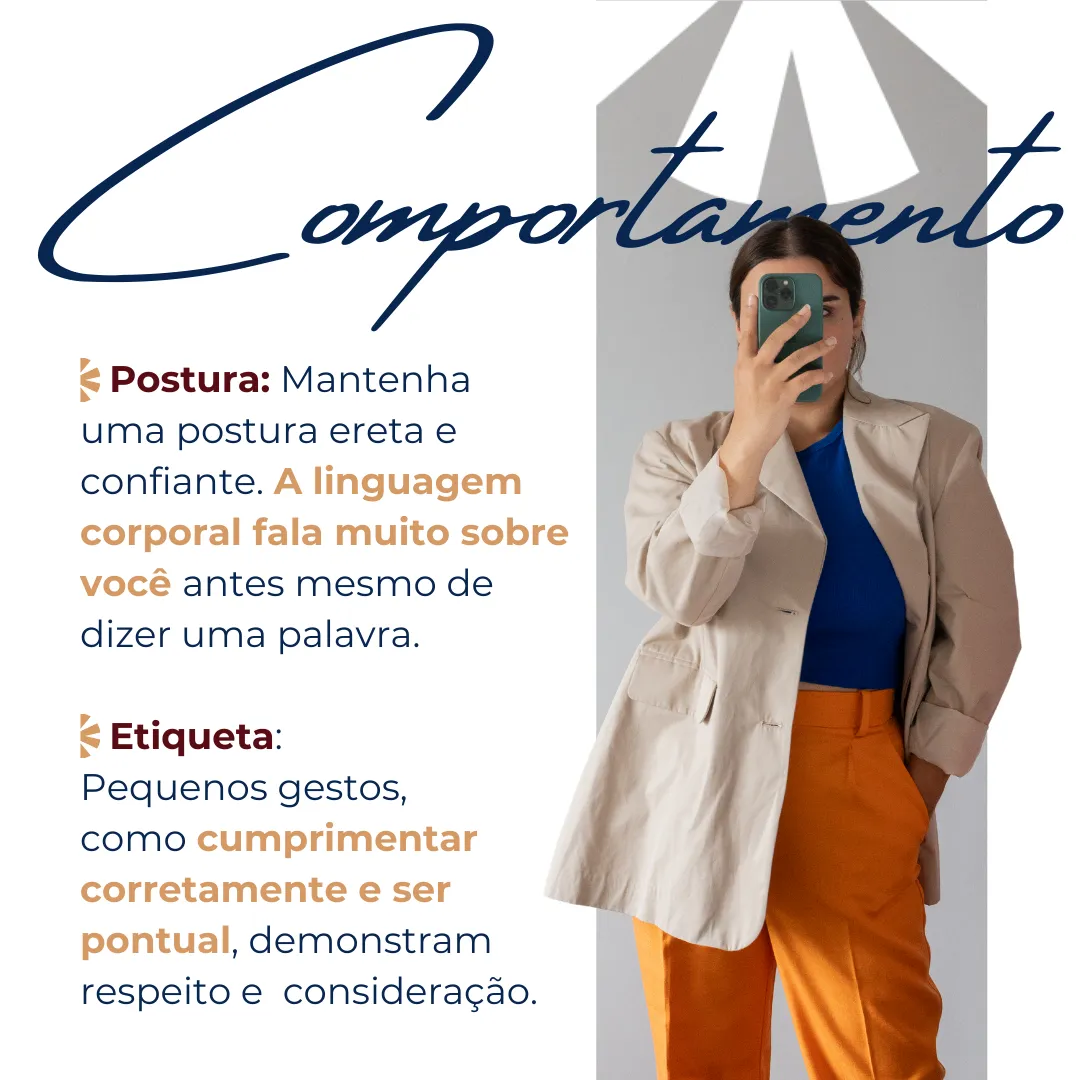 Comportamento
Postura: Mantenha
uma postura ereta e
confiante. A linguagem
corporal fala muito sobre
você antes mesmo de
dizer uma palavra.
Etiqueta:
Pequenos gestos,
como cumprimentar
corretamente e ser
pontual, demonstram
respeito e  consideração.